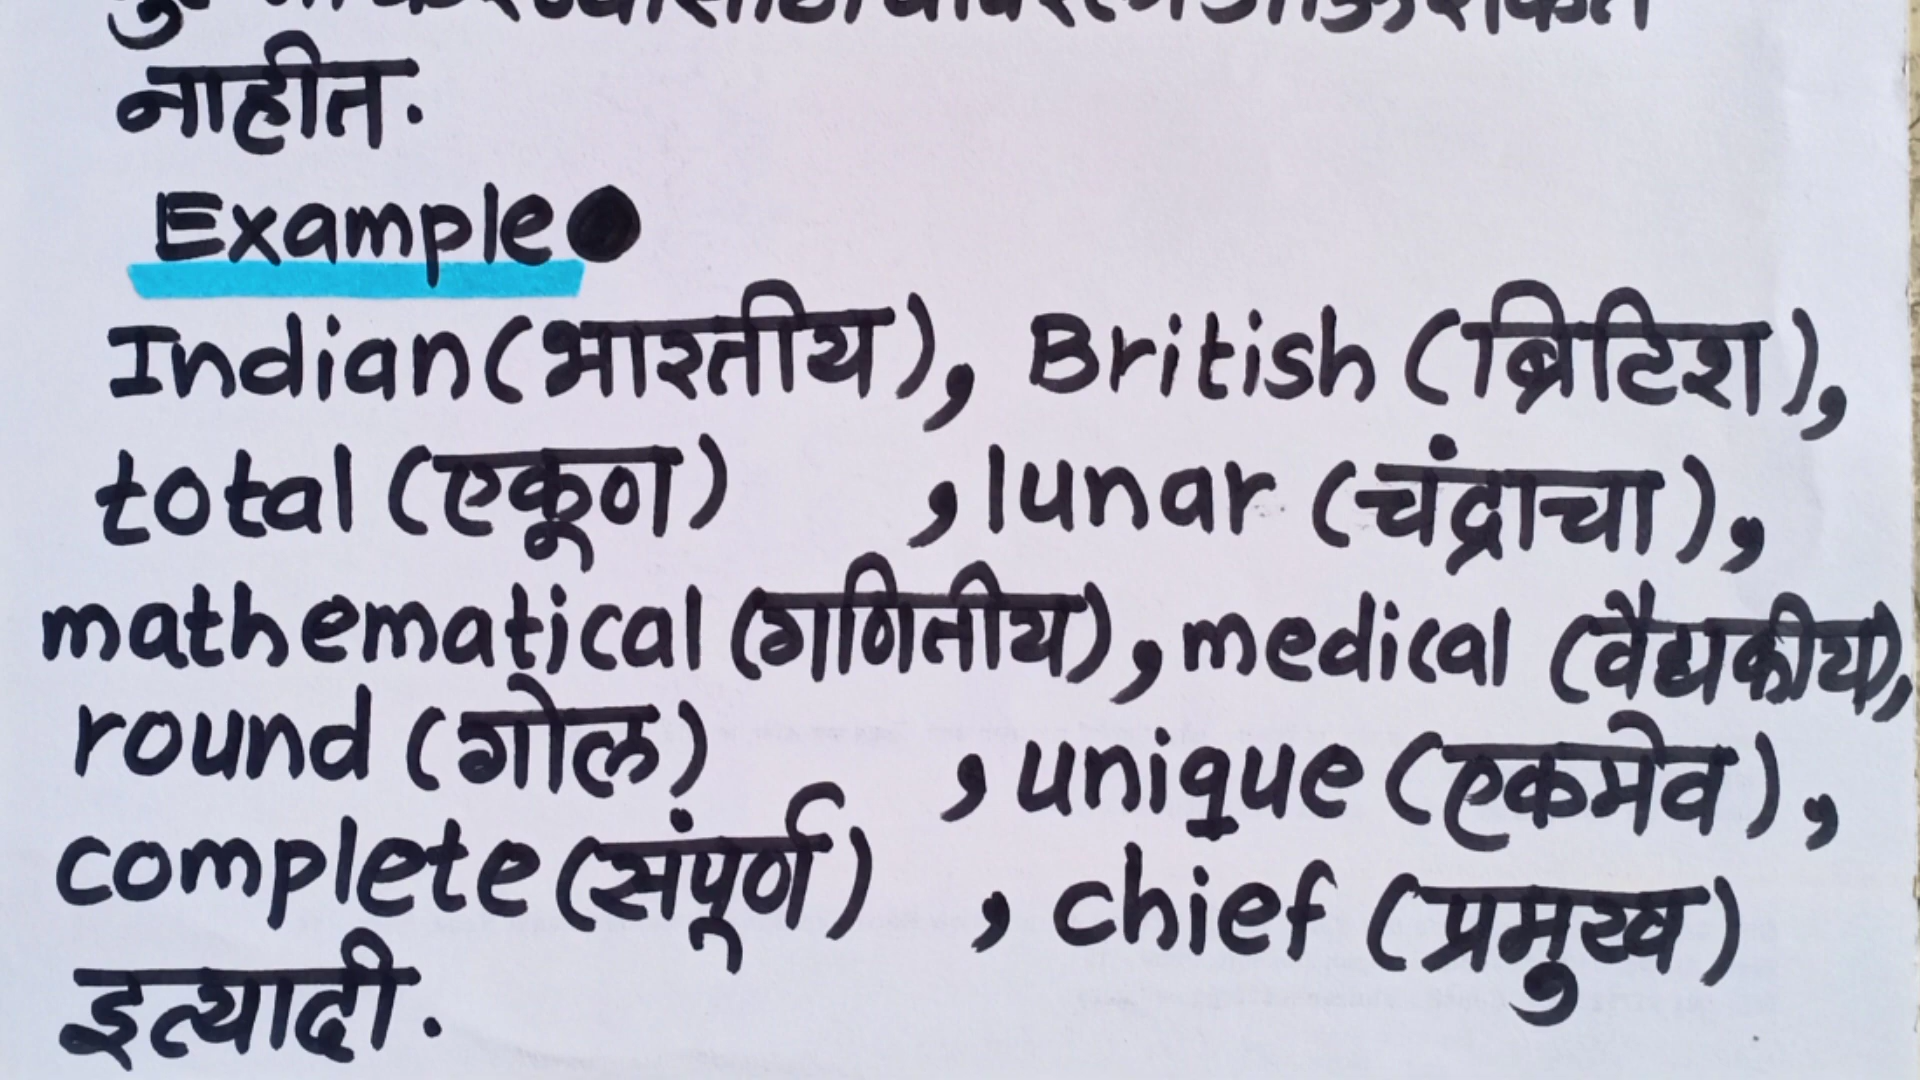 नाहीत.
Example●
Indian (भारतीय), British (ब्रिटिश),
total (एकूण) , lunar (चंद्राचा),
mathematical (गणितीय), medical (वैद्यकीय),
round (गोल) , unique (एकमेव),
complete (संपूर्ण) , chief (प्रमुख)
इत्यादी.